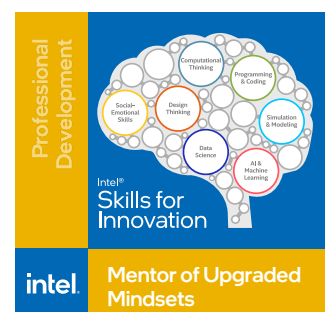 Professional
Development
Computational
Thinking
Programming
& Coding
Social-
Emotional
Skills
Design
Thinking
Simulation
& Modeling
Data
Science
AI &
Machine
Learning
Intel®
Skills for
Innovation
intel.
Mentor of Upgraded
Mindsets